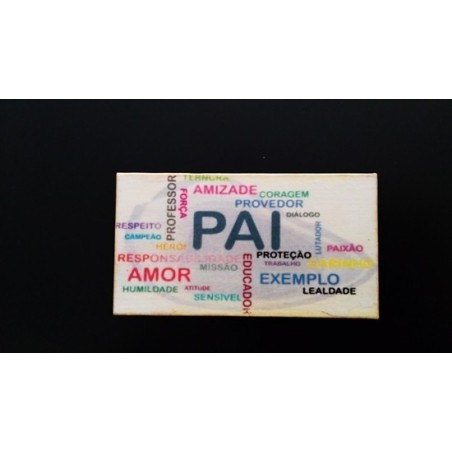 TERNURA
PROFESSOR
FORÇA
AMIZADE
CORAGEM
PROVEDOR
DIÁLOGO
RESPEITO
CAMPEÃO
HERÓI
PAI
LUTADOR
PAIXÃO
RESPONSABILIDADE
MISSÃO
EDUCADOR
PROTEÇÃO
TRABALHO
CARINHO
AMOR
EXEMPLO
HUMILDADE
ATITUDE
SENSÍVEL
LEALDADE